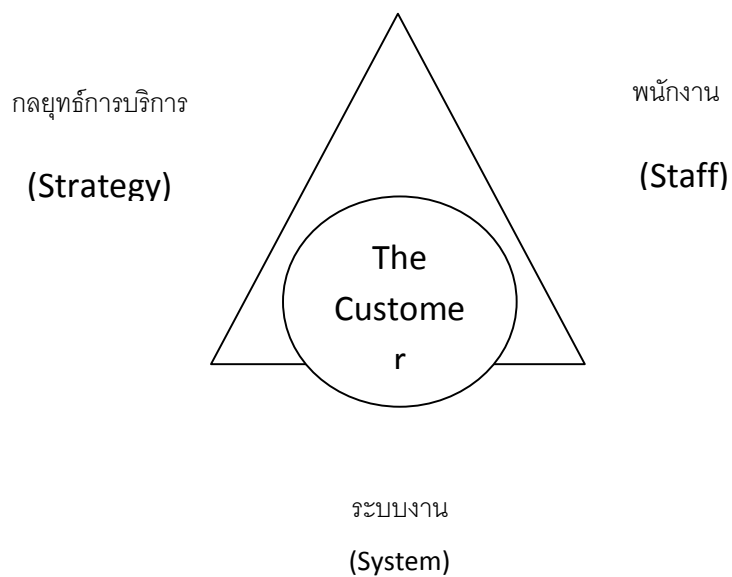 กลยุทธ์การบริการ
(Strategy)
พนักงาน
(Staff)
The
Custome
r
ระบบงาน
(System)